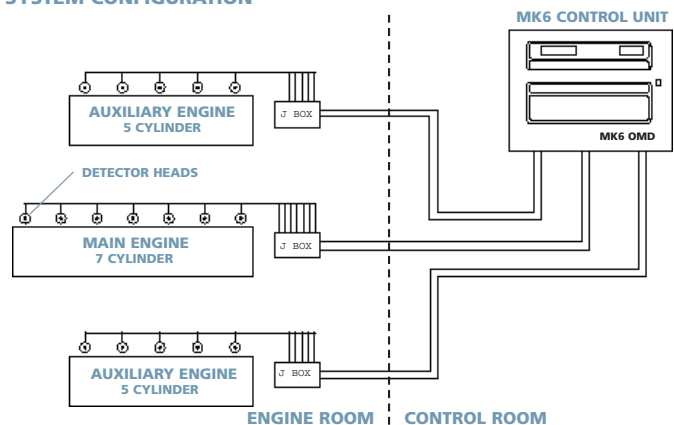 SYSTEM CONFIGURATION
MK6 CONTROL UNIT
AUXILIARY ENGINE
5 CYLINDER
J BOX
MK6 OMD
DETECTOR HEADS
MAIN ENGINE
7 CYLINDER
J BOX
AUXILIARY ENGINE
5 CYLINDER
J BOX
ENGINE ROOM
CONTROL ROOM